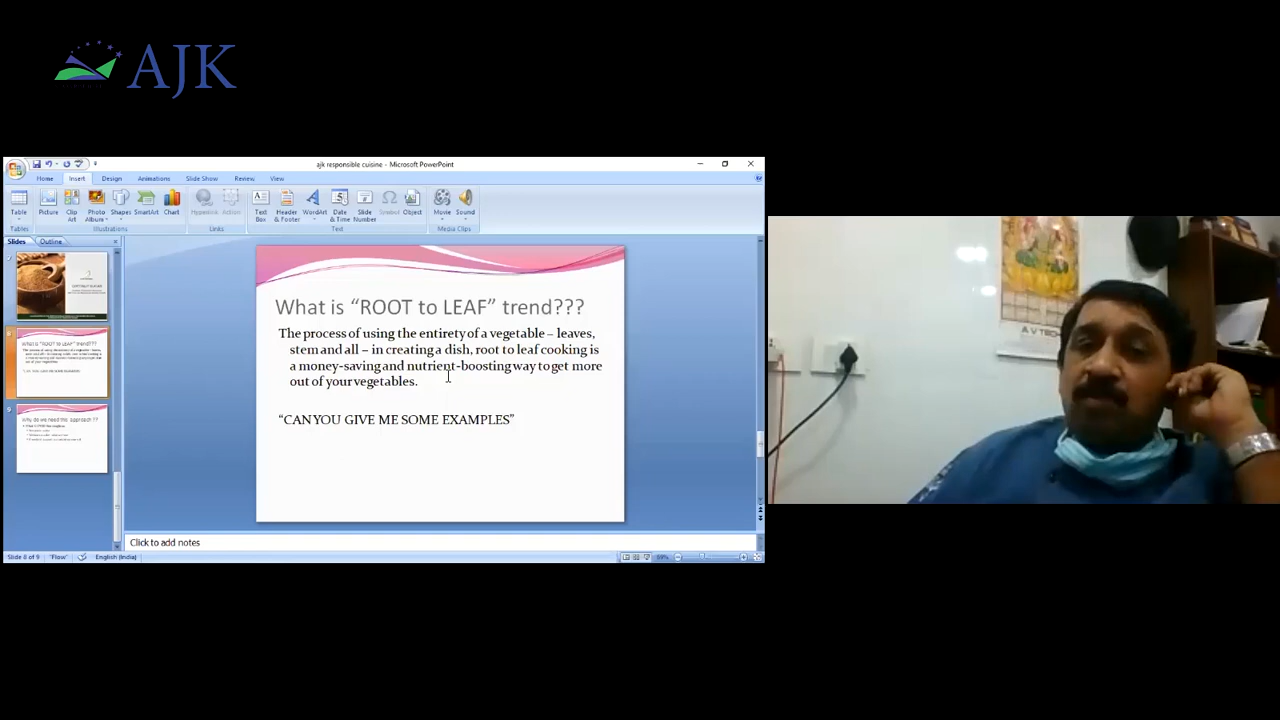 AJK
ajk responsible cuisine - Microsoft PowerPoint
Home Insert Design Animations Slide Show Review View
Table Picture Clip Art Photo Album Shapes SmartArt Chart Hyperlink Action Text Box Header & Footer WordArt Date & Time Slide Number Symbol Object Movie Sound
Tables Illustrations Links Text Media Clips
Slides Outline
What is “ROOT to LEAF” trend???
The process of using the entirety of a vegetable – leaves,
stem and all – in creating a dish, root to leaf cooking is
a money-saving and nutrient-boosting way to get more
out of your vegetables.
“CAN YOU GIVE ME SOME EXAMPLES”
8
9
Click to add notes
Slide 8 of 9 "Flow" English (India)
A V TECH